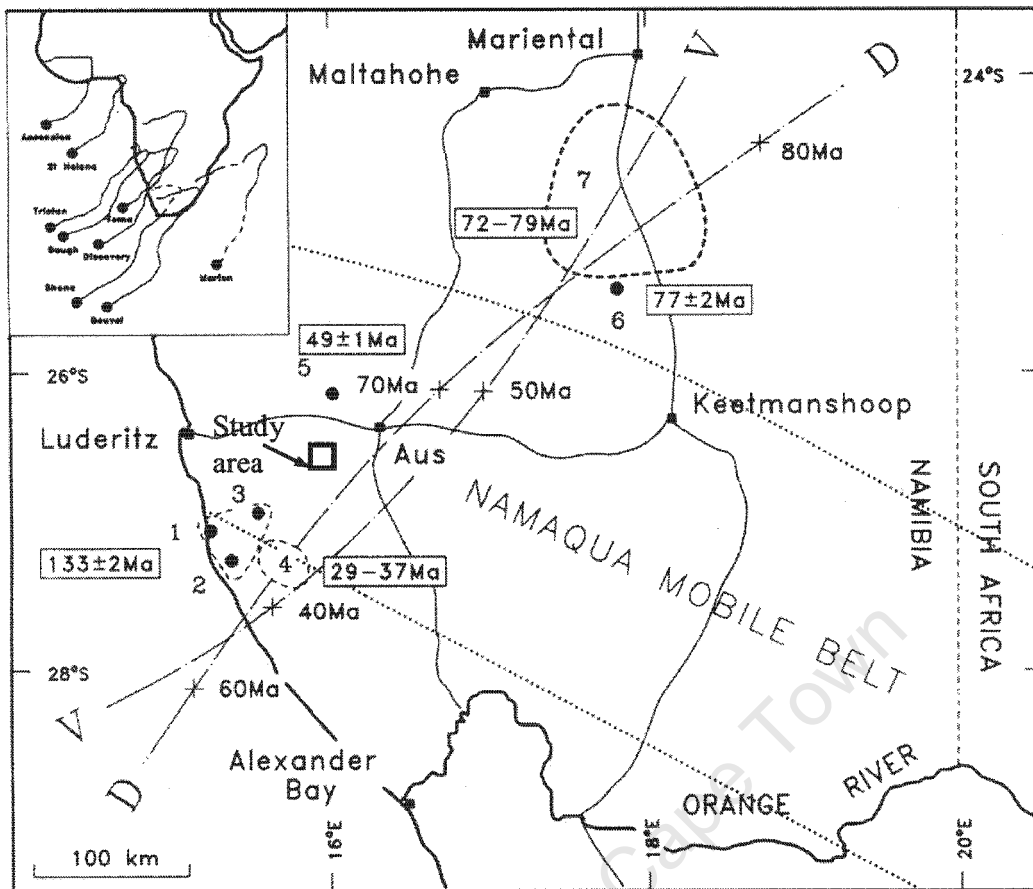 Mariental
Maltahohe
V
D
24°S
Ascension
St Helena
Tristan
Gough
Discovery
Shona
Bouvet
Marion
80Ma
7
72–79Ma
77±2Ma
6
49±1Ma
5
70Ma
50Ma
26°S
Keetmanshoop
Luderitz
Study
area
Aus
3
1
2
4
133±2Ma
29–37Ma
40Ma
NAMAQUA MOBILE BELT
NAMIBIA
SOUTH AFRICA
28°S
60Ma
V
D
Alexander
Bay
ORANGE RIVER
16°E
18°E
20°E
100 km
Cape Town